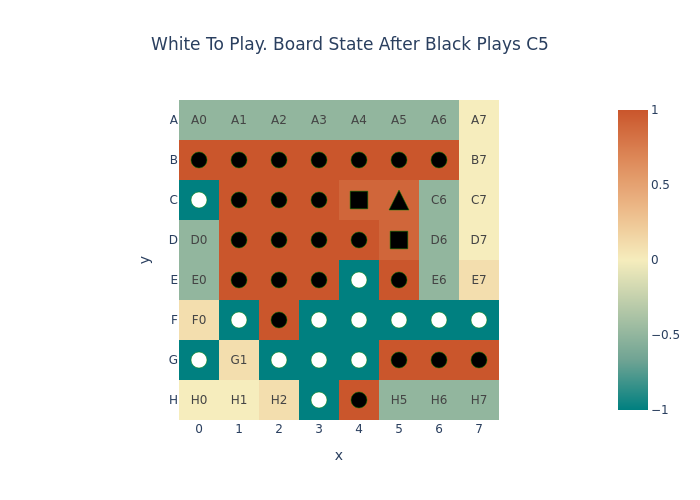 White To Play. Board State After Black Plays C5
A A0 A1 A2 A3 A4 A5 A6 A7
B B7
C C6 C7
D D0 D6 D7
E E0 E6 E7
F F0
G G1
H H0 H1 H2 H5 H6 H7
0 1 2 3 4 5 6 7
x
y
1
0.5
0
−0.5
−1